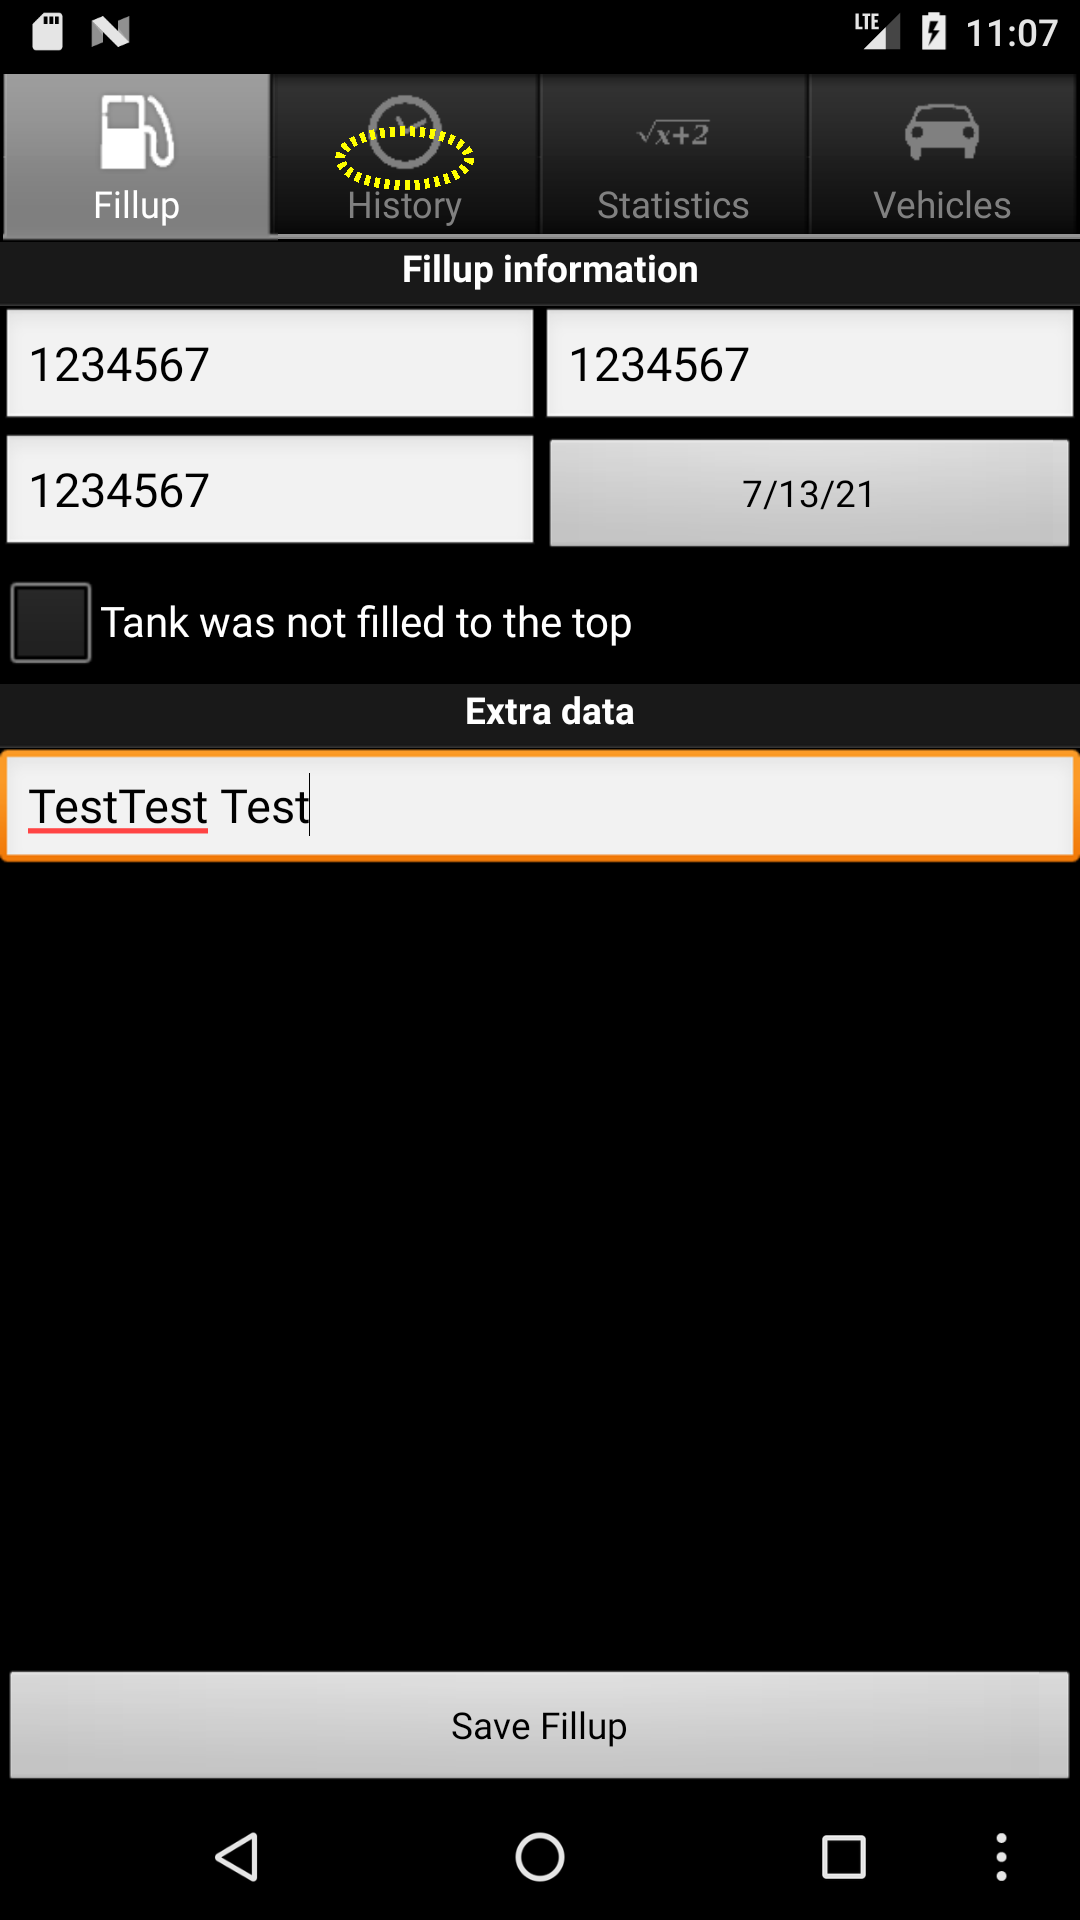 LTE 11:07
√x+2
Fillup History Statistics Vehicles
Fillup information
1234567 1234567
1234567 7/13/21
Tank was not filled to the top
Extra data
TestTest Test
Save Fillup